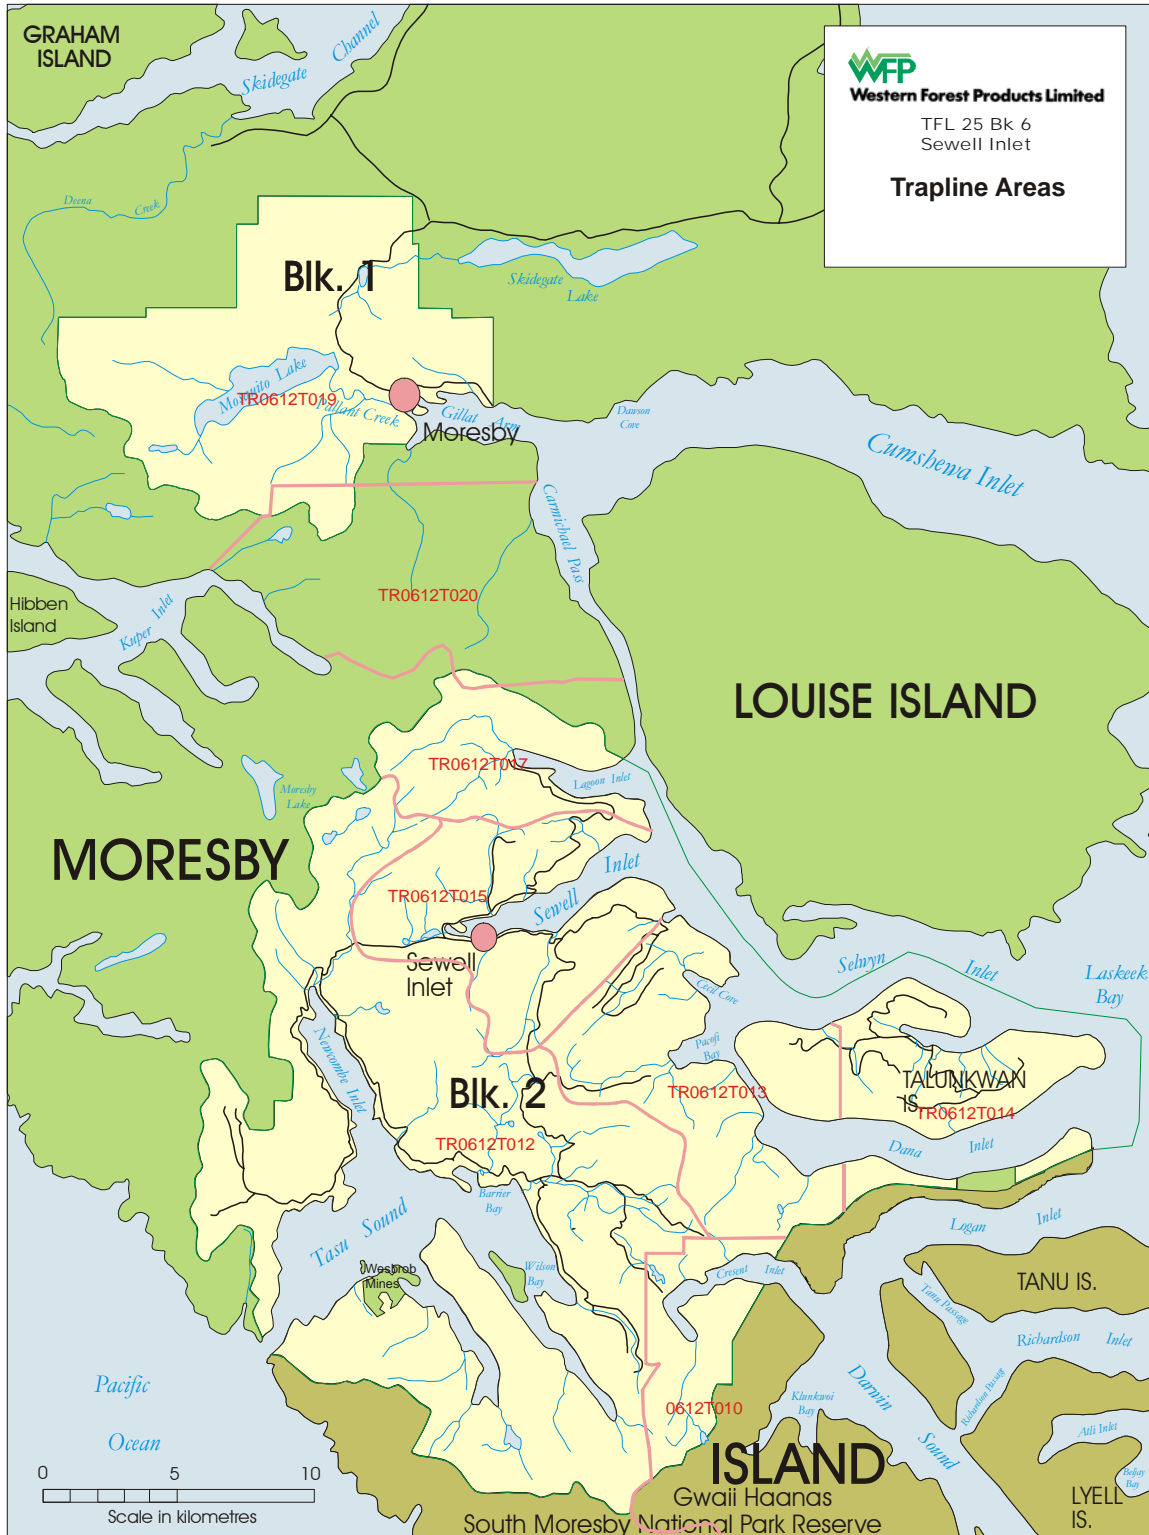 GRAHAM
ISLAND
Skidegate Channel
WFP
Western Forest Products Limited
TFL 25 Bk 6
Sewell Inlet
Trapline Areas
Deena Creek
Blk. 1
Skidegate
Lake
Mosquito Lake
TR0612T019
Pallant Creek
Gillat Arm
Moresby
Dawson
Cove
Cumshewa Inlet
Carmichael Pass
TR0612T020
Hibben
Island
Kuper Inlet
LOUISE ISLAND
TR0612T017
Lagoon Inlet
Moresby
Lake
MORESBY
TR0612T015
Sewell Inlet
Sewell
Inlet
Selwyn Inlet
Laskeek
Bay
Cecil Cove
Newcombe Inlet
Pacofi
Bay
Blk. 2
TR0612T013
TALUNKWAN
IS.
TR0612T014
TR0612T012
Dana Inlet
Barrier
Bay
Tasu Sound
Logan Inlet
Wesprob
Mines
Wilson
Bay
Cresent Inlet
TANU IS.
Tanu Passage
Richardson Inlet
Pacific
Ocean
Darwin Sound
Klunkwoi
Bay
Richardson Passage
0612T010
Atli Inlet
Beljay
Bay
ISLAND
LYELL
IS.
Gwaii Haanas
South Moresby National Park Reserve
0 5 10
Scale in kilometres